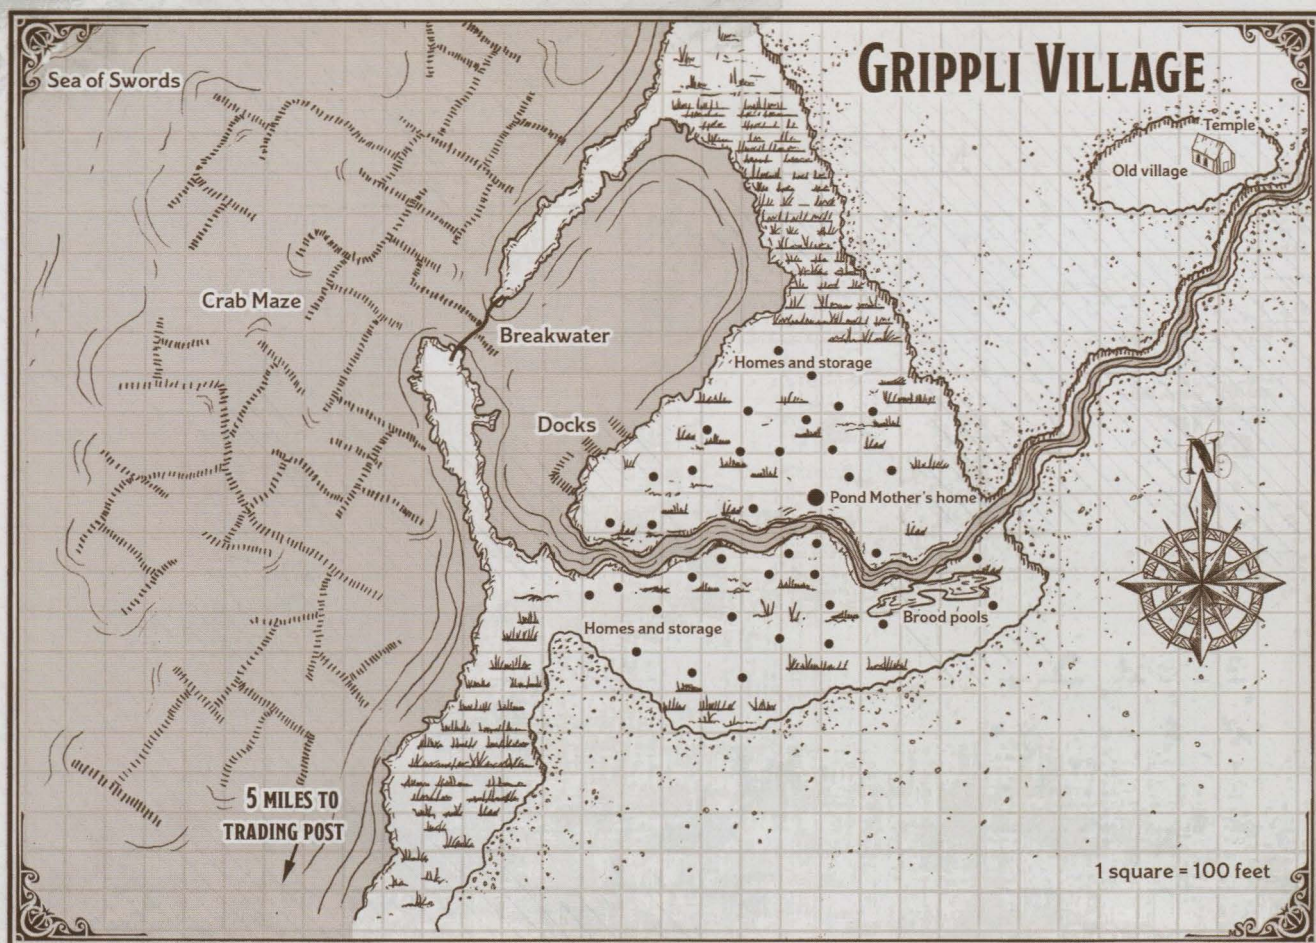 GRIPPLI VILLAGE
Sea of Swords
Temple
Old village
Crab Maze
Breakwater
Homes and storage
Docks
N
Pond Mother's home
Brood pools
Homes and storage
5 MILES TO
TRADING POST
1 square = 100 feet